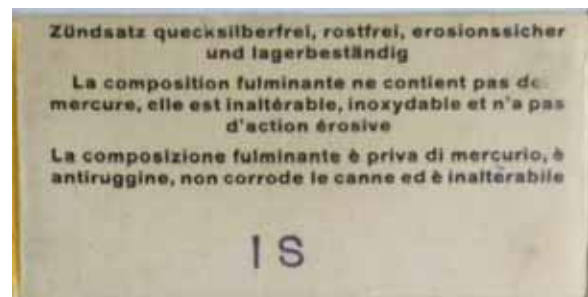 Zündsatz quecksilberfrei, rostfrei, erosionssicher
und lagerbeständig
La composition fulminante ne contient pas de
mercure, elle est inaltérable, inoxydable et n'a pas
d'action érosive
La composizione fulminante è priva di mercurio, è
antiruggine, non corrode le canne ed è inalterabile
I S